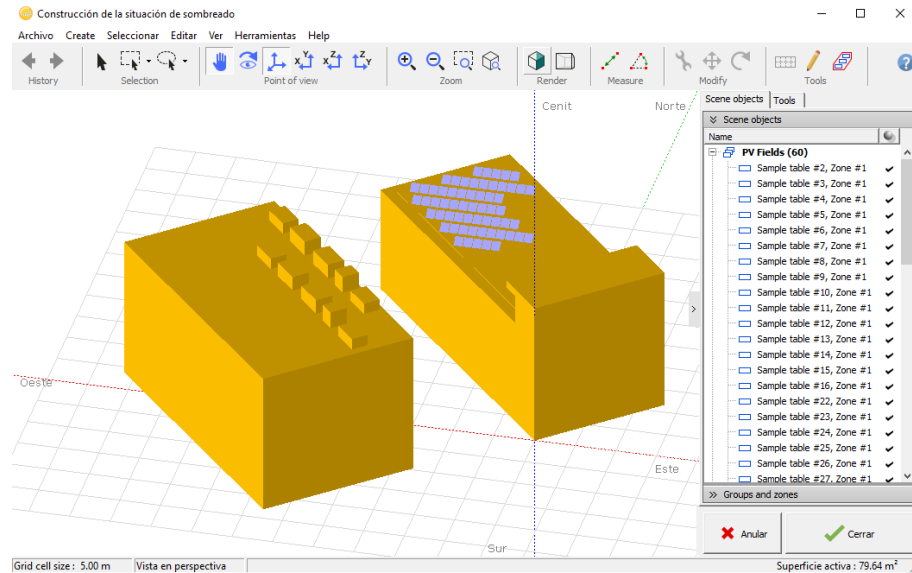 Construcción de la situación de sombreado
Archivo Create Seleccionar Editar Ver Herramientas Help
History Selection Point of view Zoom Render Measure Modify Tools
Scene objects Tools
Scene objects
Name
PV Fields (60)
Sample table #2, Zone #1
Sample table #3, Zone #1
Sample table #4, Zone #1
Sample table #5, Zone #1
Sample table #6, Zone #1
Sample table #7, Zone #1
Sample table #8, Zone #1
Sample table #9, Zone #1
Sample table #10, Zone #1
Sample table #11, Zone #1
Sample table #12, Zone #1
Sample table #13, Zone #1
Sample table #14, Zone #1
Sample table #15, Zone #1
Sample table #16, Zone #1
Sample table #22, Zone #1
Sample table #23, Zone #1
Sample table #24, Zone #1
Sample table #25, Zone #1
Sample table #26, Zone #1
Sample table #27, Zone #1
Groups and zones
Anular Cerrar
Cenit Norte
Oeste
Este
Sur
Grid cell size : 5.00 m Vista en perspectiva Superficie activa : 79.64 m²